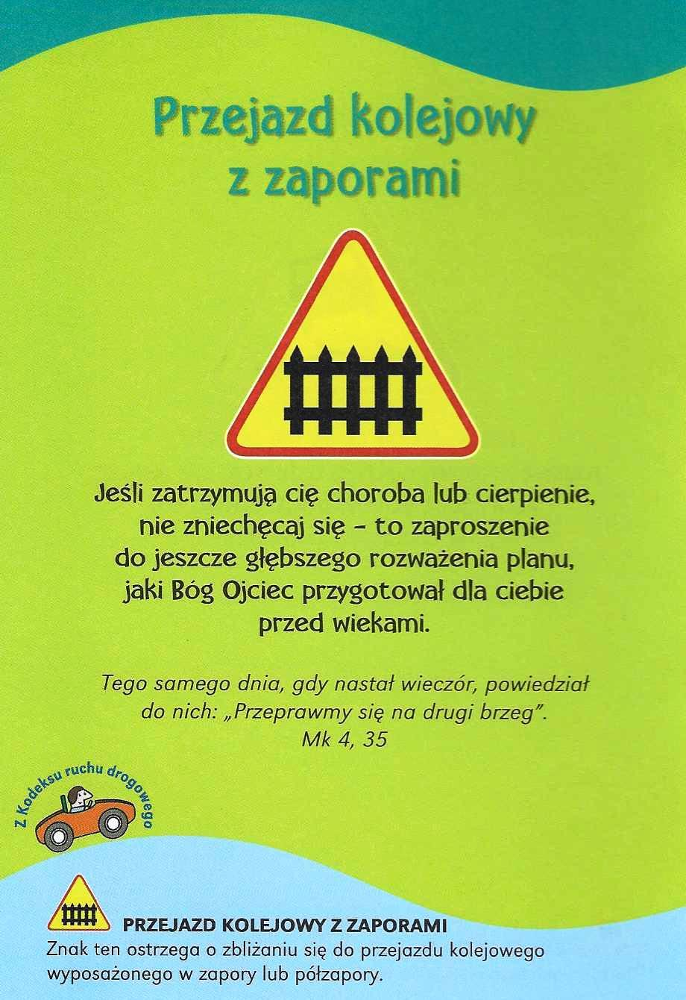 Przejazd kolejowy
z zaporami
Jeśli zatrzymują cię choroba lub cierpienie,
nie zniechęcaj się – to zaproszenie
do jeszcze głębszego rozważenia planu,
jaki Bóg Ojciec przygotował dla ciebie
przed wiekami.
Tego samego dnia, gdy nastał wieczór, powiedział
do nich: „Przeprawmy się na drugi brzeg”.
Mk 4, 35
Z Kodeksu ruchu drogowego
PRZEJAZD KOLEJOWY Z ZAPORAMI
Znak ten ostrzega o zbliżaniu się do przejazdu kolejowego
wyposażonego w zapory lub półzapory.